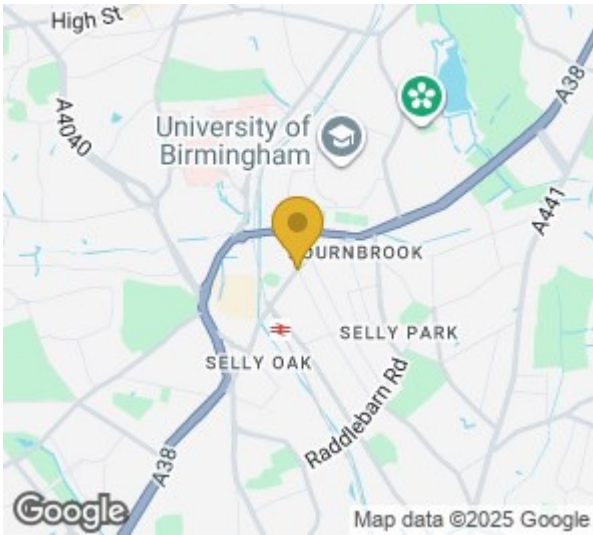 High St
A4040
A38
University of
Birmingham
A441
OURNBROOK
SELLY PARK
SELLY OAK
Raddlebarn Rd
A38
Google
Map data ©2025 Google